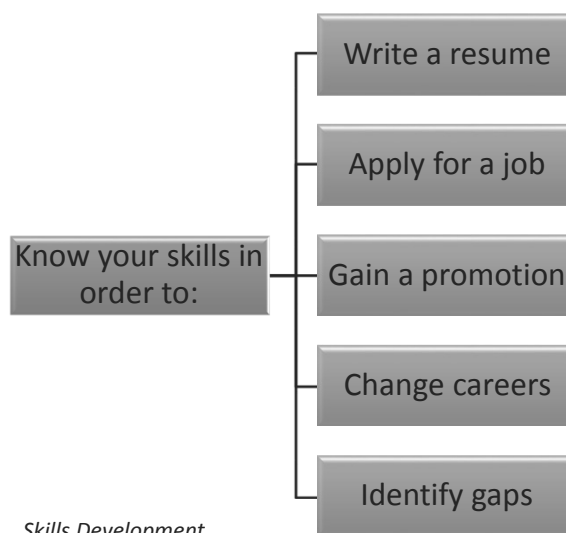 Know your skills in
order to:
Write a resume
Apply for a job
Gain a promotion
Change careers
Identify gaps
Skills Development